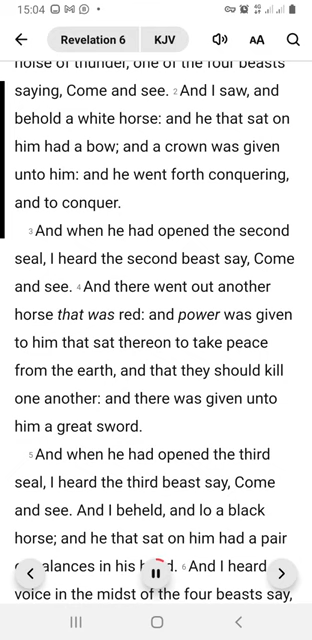 15:04
Revelation 6 KJV AA
noise of thunder, one of the four beasts
saying, Come and see. 2 And I saw, and
behold a white horse: and he that sat on
him had a bow; and a crown was given
unto him: and he went forth conquering,
and to conquer.
3 And when he had opened the second
seal, I heard the second beast say, Come
and see. 4 And there went out another
horse that was red: and power was given
to him that sat thereon to take peace
from the earth, and that they should kill
one another: and there was given unto
him a great sword.
5 And when he had opened the third
seal, I heard the third beast say, Come
and see. And I beheld, and lo a black
horse; and he that sat on him had a pair
alances in his h d. 6 And I heard
voice in the midst of the four beasts say,